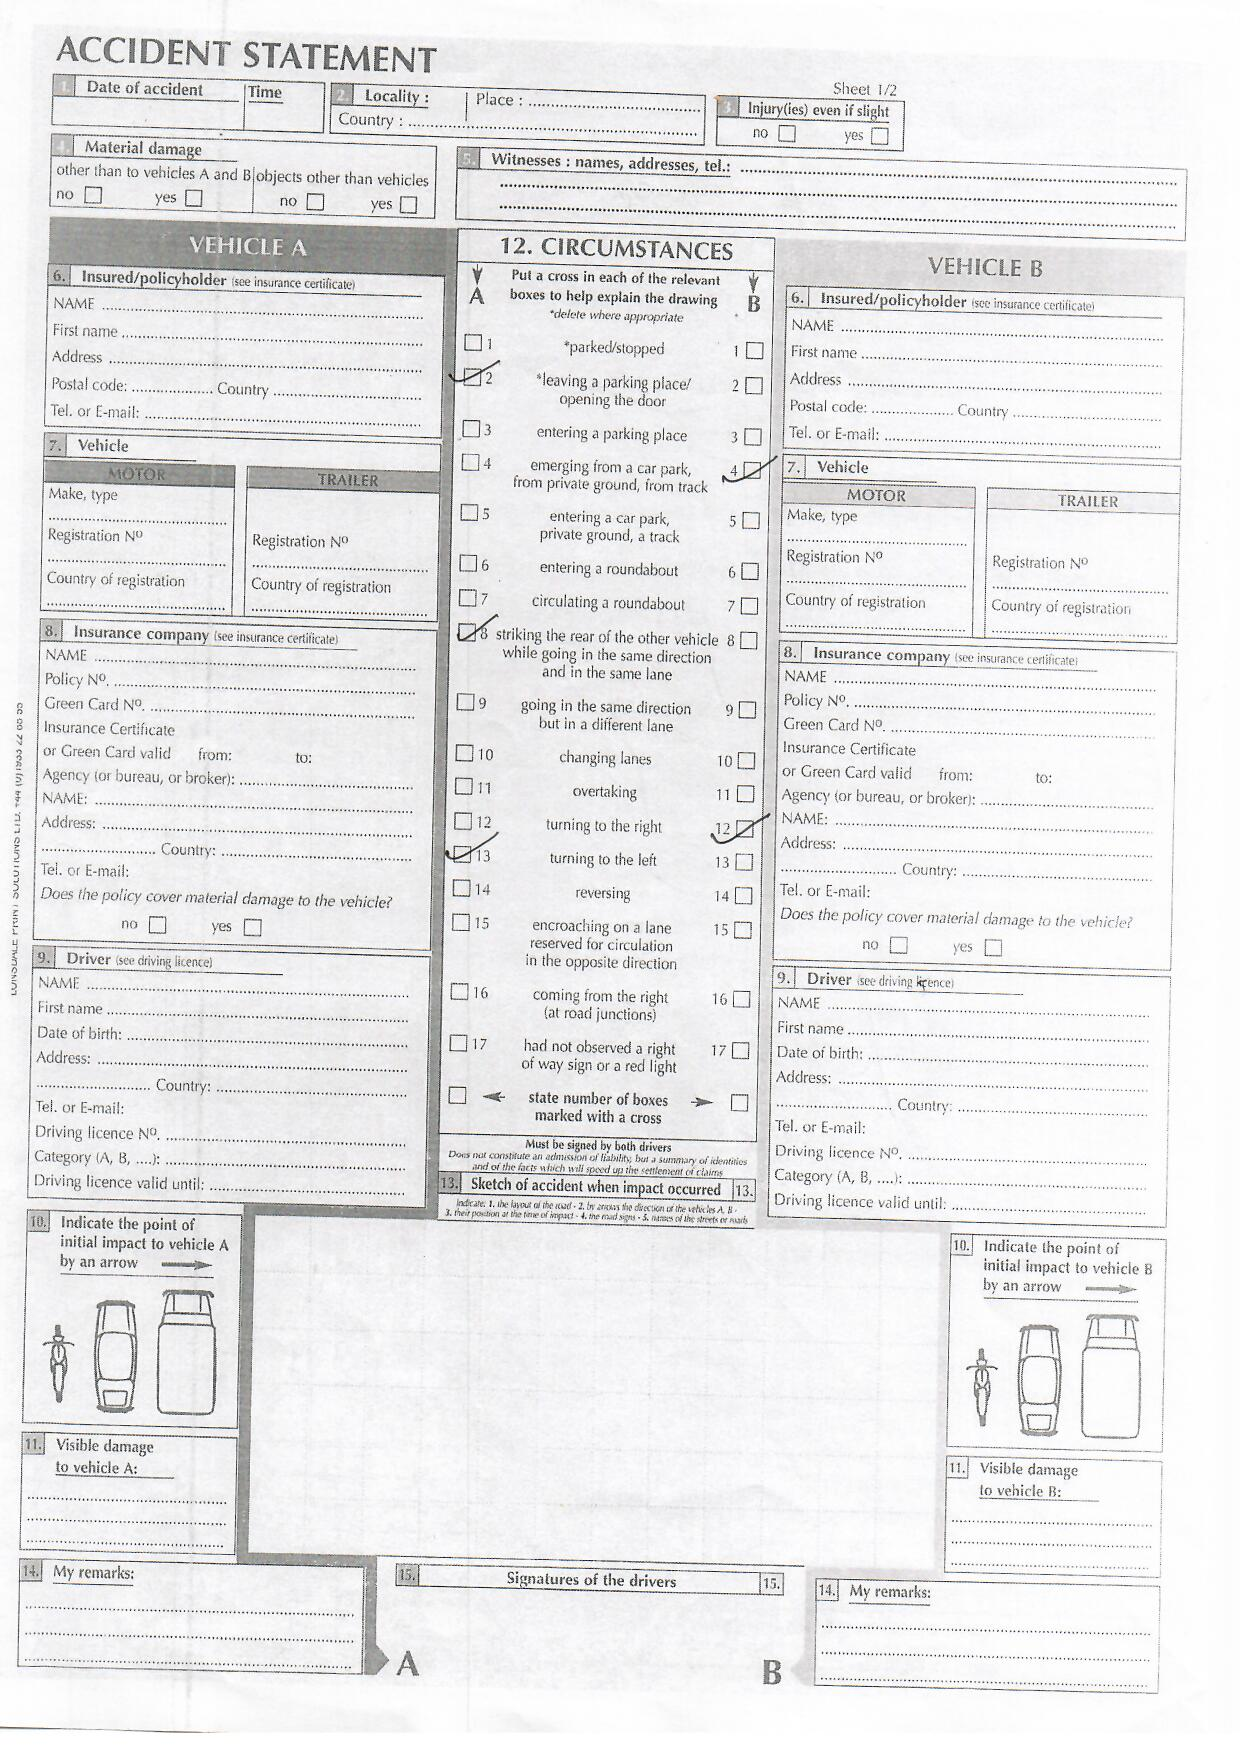 ACCIDENT STATEMENT
Sheet 1/2
1. Date of accident Time
2. Locality : Place : ..........
Country : ..........
3. Injury(ies) even if slight
no yes
4. Material damage
other than to vehicles A and B objects other than vehicles
no yes no yes
5. Witnesses : names, addresses, tel.: ..........
VEHICLE A
6. Insured/policyholder (see insurance certificate)
NAME ..........
First name ..........
Address ..........
Postal code: .......... Country ..........
Tel. or E-mail: ..........
7. Vehicle
MOTOR TRAILER
Make, type
Registration Nº Registration Nº
Country of registration Country of registration
8. Insurance company (see insurance certificate)
NAME ..........
Policy Nº. ..........
Green Card Nº. ..........
Insurance Certificate
or Green Card valid from: to:
Agency (or bureau, or broker): ..........
NAME: ..........
Address: ..........
.......... Country: ..........
Tel. or E-mail:
Does the policy cover material damage to the vehicle?
no yes
9. Driver (see driving licence)
NAME ..........
First name ..........
Date of birth: ..........
Address: ..........
.......... Country: ..........
Tel. or E-mail:
Driving licence Nº. ..........
Category (A, B, ....): ..........
Driving licence valid until: ..........
10. Indicate the point of
initial impact to vehicle A
by an arrow
11. Visible damage
to vehicle A:
14. My remarks:
12. CIRCUMSTANCES
A Put a cross in each of the relevant B
boxes to help explain the drawing
*delete where appropriate
1 *parked/stopped 1
2 *leaving a parking place/ 2
opening the door
3 entering a parking place 3
4 emerging from a car park, 4
from private ground, from track
5 entering a car park, 5
private ground, a track
6 entering a roundabout 6
7 circulating a roundabout 7
8 striking the rear of the other vehicle 8
while going in the same direction
and in the same lane
9 going in the same direction 9
but in a different lane
10 changing lanes 10
11 overtaking 11
12 turning to the right 12
13 turning to the left 13
14 reversing 14
15 encroaching on a lane 15
reserved for circulation
in the opposite direction
16 coming from the right 16
(at road junctions)
17 had not observed a right 17
of way sign or a red light
state number of boxes
marked with a cross
Must be signed by both drivers
Does not constitute an admission of liability, but a summary of identities
and of the facts which will speed up the settlement of claims
13. Sketch of accident when impact occurred 13.
Indicate: 1. the layout of the road - 2. by arrows the direction of the vehicles A, B -
3. their position at the time of impact - 4. the road signs - 5. names of the streets or roads
15. Signatures of the drivers 15.
A B
VEHICLE B
6. Insured/policyholder (see insurance certificate)
NAME ..........
First name ..........
Address ..........
Postal code: .......... Country ..........
Tel. or E-mail: ..........
7. Vehicle
MOTOR TRAILER
Make, type
Registration Nº Registration Nº
Country of registration Country of registration
8. Insurance company (see insurance certificate)
NAME ..........
Policy Nº. ..........
Green Card Nº. ..........
Insurance Certificate
or Green Card valid from: to:
Agency (or bureau, or broker): ..........
NAME: ..........
Address: ..........
.......... Country: ..........
Tel. or E-mail:
Does the policy cover material damage to the vehicle?
no yes
9. Driver (see driving licence)
NAME ..........
First name ..........
Date of birth: ..........
Address: ..........
.......... Country: ..........
Tel. or E-mail:
Driving licence Nº. ..........
Category (A, B, ....): ..........
Driving licence valid until: ..........
10. Indicate the point of
initial impact to vehicle B
by an arrow
11. Visible damage
to vehicle B:
14. My remarks: